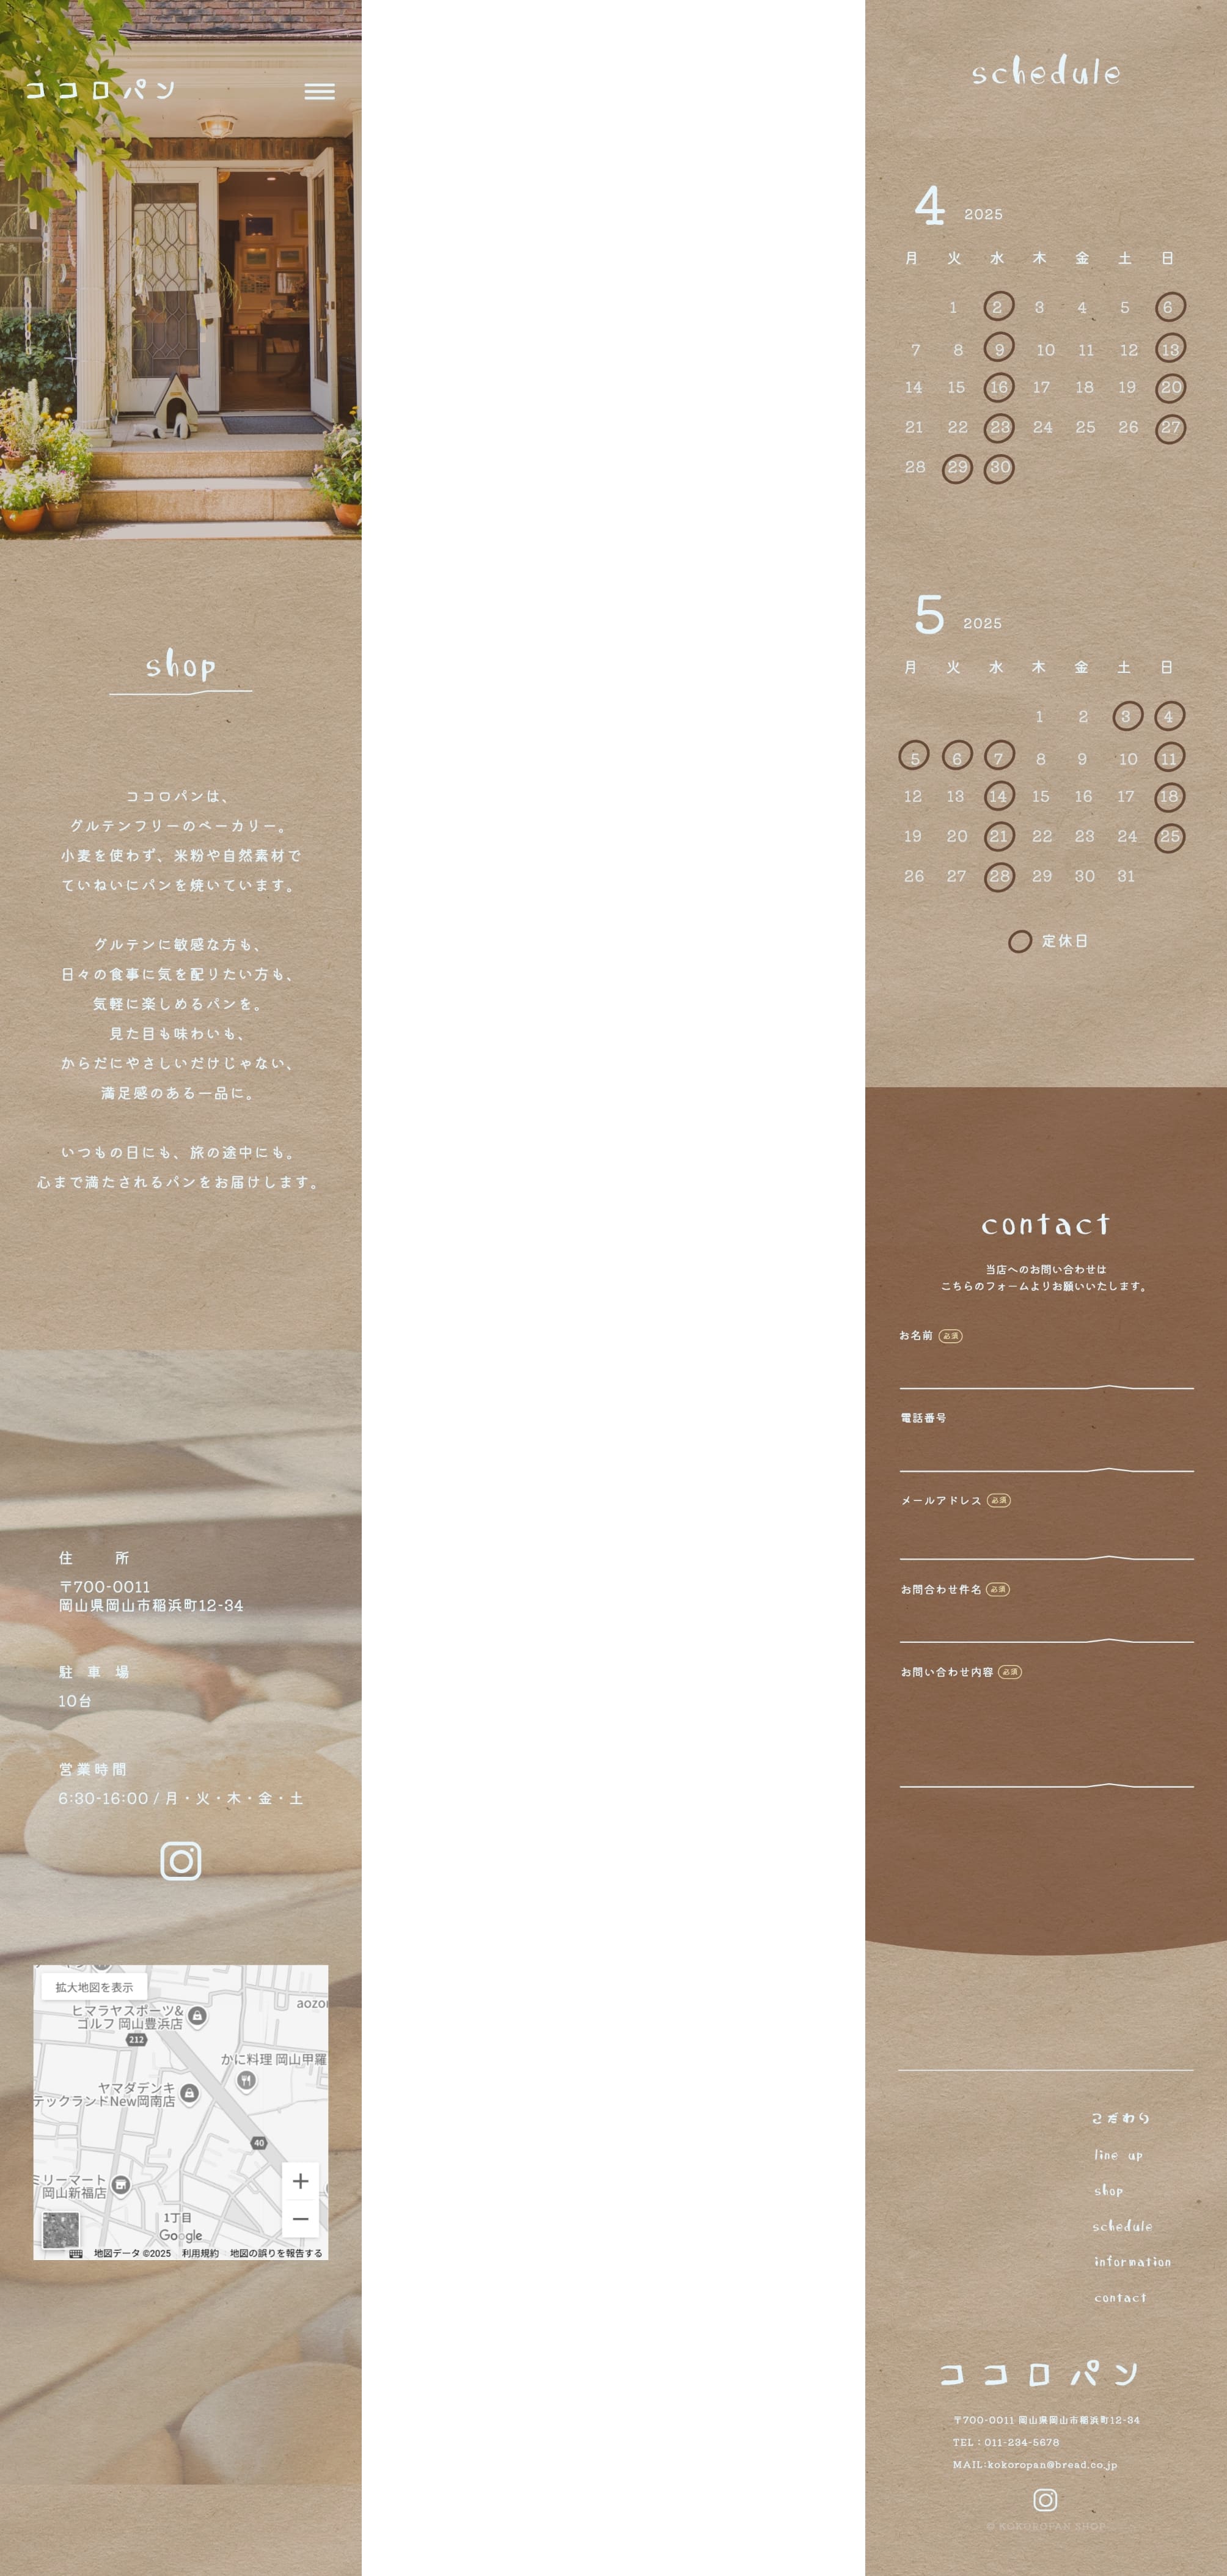 ココロパン
shop
ココロパンは、
グルテンフリーのベーカリー。
小麦を使わず、米粉や自然素材で
ていねいにパンを焼いています。
グルテンに敏感な方も、
日々の食事に気を配りたい方も、
気軽に楽しめるパンを。
見た目も味わいも、
からだにやさしいだけじゃない、
満足感のある一品に。
いつもの日にも、旅の途中にも。
心まで満たされるパンをお届けします。
住 所
〒700-0011
岡山県岡山市稲浜町12-34
駐 車 場
10台
営業時間
6:30-16:00 / 月・火・木・金・土
拡大地図を表示
ヒマラヤスポーツ&
ゴルフ 岡山豊浜店
212
かに料理 岡山甲羅
ヤマダデンキ
テックランドNew岡南店
40
ミリーマート
岡山新福店
1丁目
Google
地図データ ©2025 利用規約 地図の誤りを報告する
schedule
4 2025
月 火 水 木 金 土 日
1 2 3 4 5 6
7 8 9 10 11 12 13
14 15 16 17 18 19 20
21 22 23 24 25 26 27
28 29 30
5 2025
月 火 水 木 金 土 日
1 2 3 4
5 6 7 8 9 10 11
12 13 14 15 16 17 18
19 20 21 22 23 24 25
26 27 28 29 30 31
定休日
contact
当店へのお問い合わせは
こちらのフォームよりお願いいたします。
お名前 必須
電話番号
メールアドレス 必須
お問合わせ件名 必須
お問い合わせ内容 必須
こだわり
line up
shop
schedule
information
contact
ココロパン
〒700-0011 岡山県岡山市稲浜町12-34
TEL：011-234-5678
MAIL:kokoropan@bread.co.jp